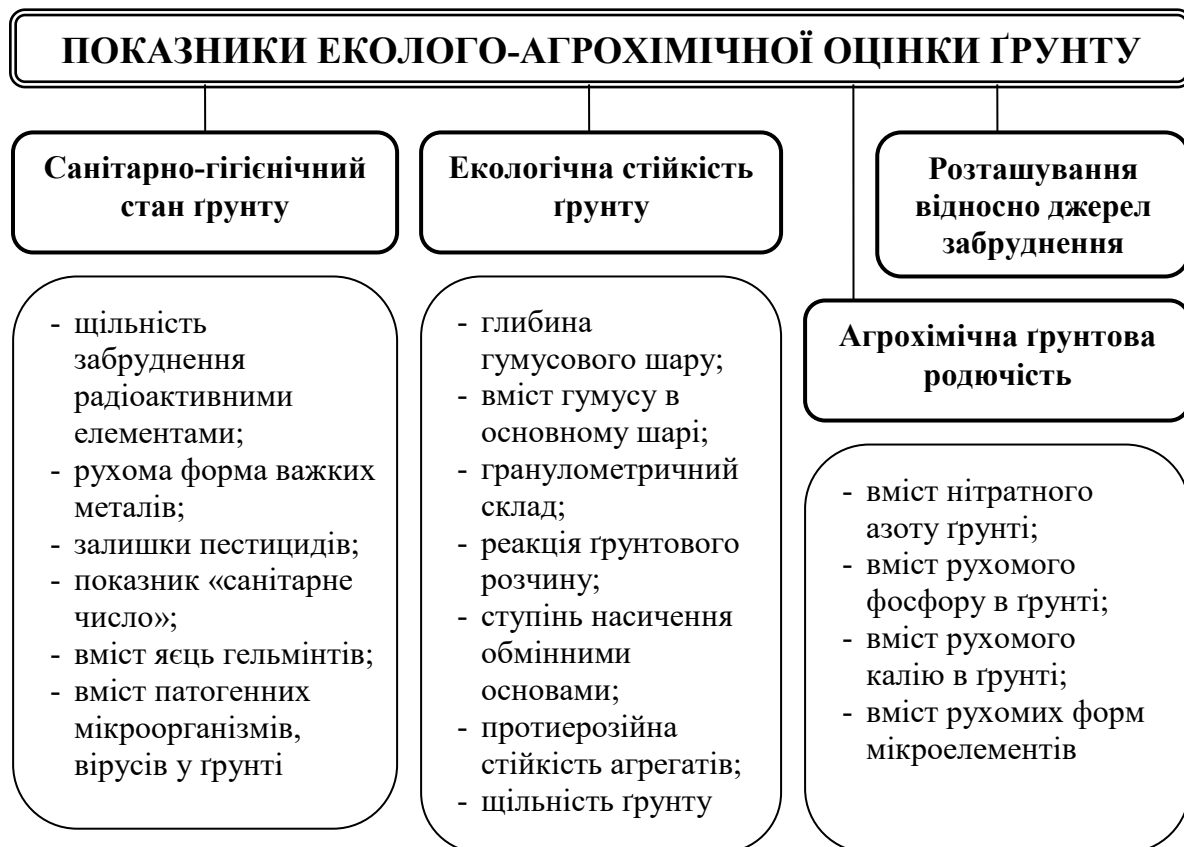 ПОКАЗНИКИ ЕКОЛОГО-АГРОХІМІЧНОЇ ОЦІНКИ ҐРУНТУ
Санітарно-гігієнічний
стан ґрунту
- щільність
забруднення
радіоактивними
елементами;
- рухома форма важких
металів;
- залишки пестицидів;
- показник «санітарне
число»;
- вміст яєць гельмінтів;
- вміст патогенних
мікроорганізмів,
вірусів у ґрунті
Екологічна стійкість
ґрунту
- глибина
гумусового шару;
- вміст гумусу в
основному шарі;
- гранулометричний
склад;
- реакція ґрунтового
розчину;
- ступінь насичення
обмінними
основами;
- протиерозійна
стійкість агрегатів;
- щільність ґрунту
Розташування
відносно джерел
забруднення
Агрохімічна ґрунтова
родючість
- вміст нітратного
азоту ґрунті;
- вміст рухомого
фосфору в ґрунті;
- вміст рухомого
калію в ґрунті;
- вміст рухомих форм
мікроелементів